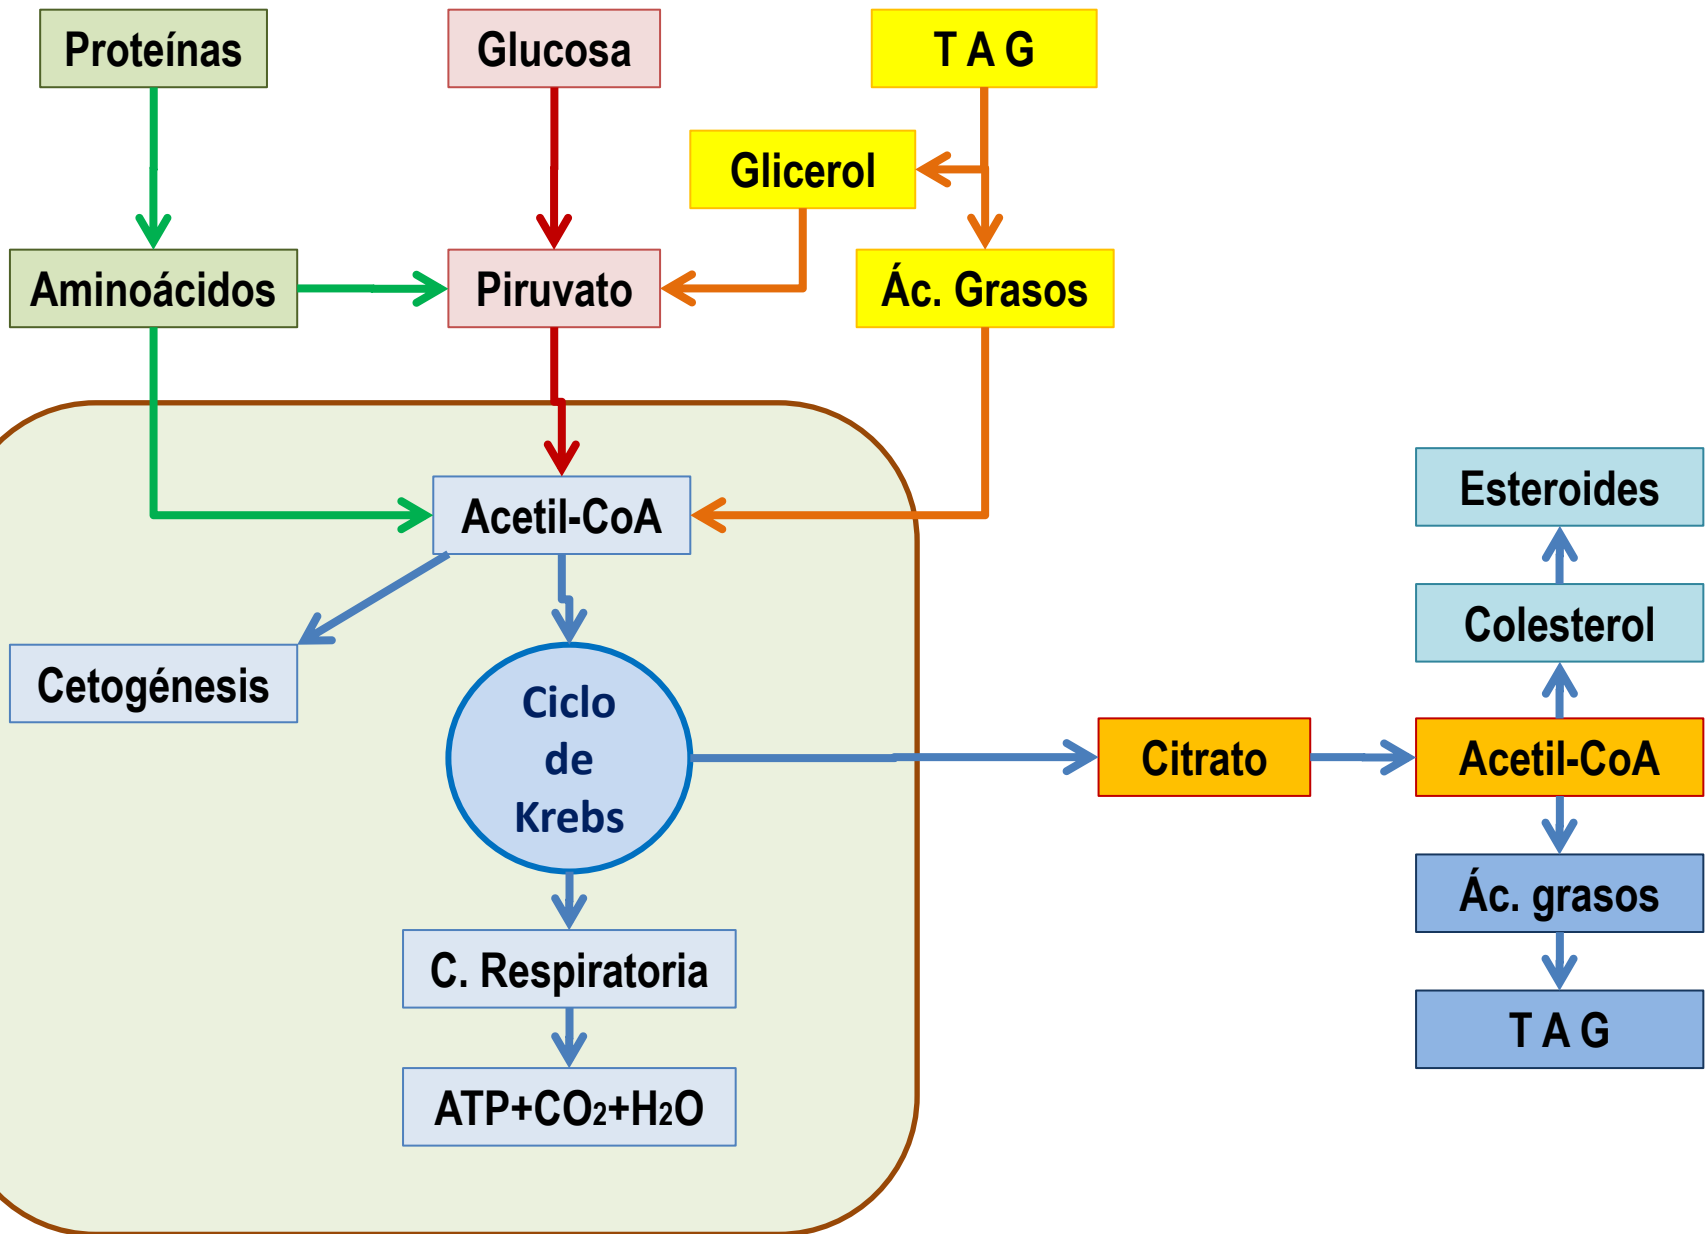 Proteínas
Glucosa
T A G
Glicerol
Aminoácidos
Piruvato
Ác. Grasos
Acetil-CoA
Esteroides
Colesterol
Cetogénesis
Ciclo
de
Krebs
Citrato
Acetil-CoA
Ác. grasos
C. Respiratoria
T A G
ATP+CO₂+H₂O